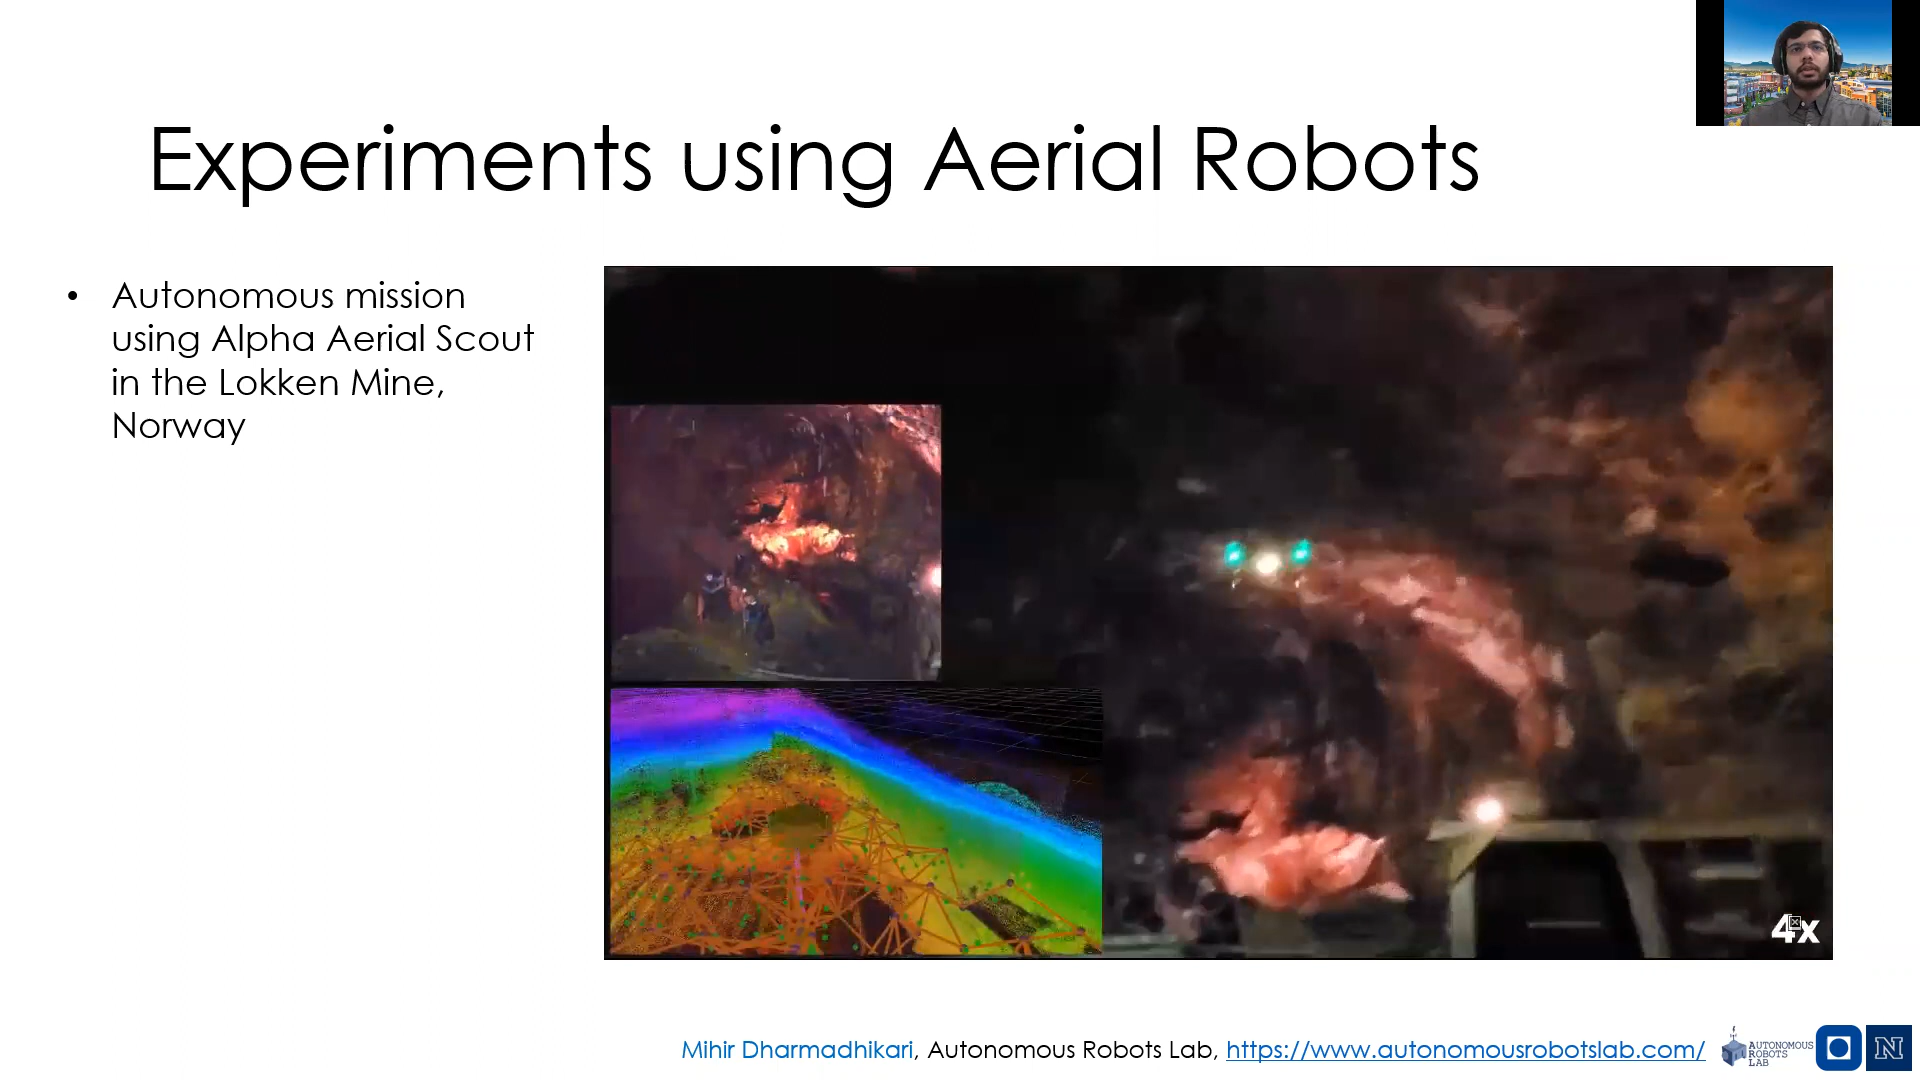 Experiments using Aerial Robots
• Autonomous mission
using Alpha Aerial Scout
in the Lokken Mine,
Norway
4x
Mihir Dharmadhikari, Autonomous Robots Lab, https://www.autonomousrobotslab.com/
AUTONOMOUS
ROBOTS
LAB
N